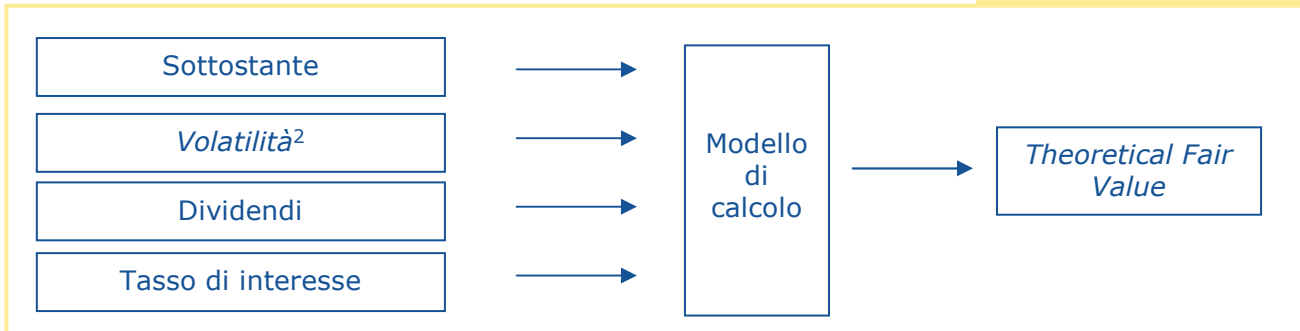 Sottostante
Volatilità²
Dividendi
Tasso di interesse
Modello
di
calcolo
Theoretical Fair
Value